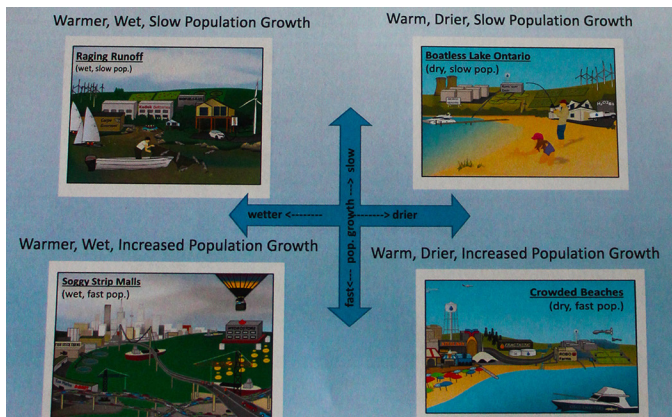 Warmer, Wet, Slow Population Growth
Warm, Drier, Slow Population Growth
Raging Runoff
(wet, slow pop.)
Boatless Lake Ontario
(dry, slow pop.)
fast<--- pop. growth ---> slow
wetter <-------- --------> drier
Warmer, Wet, Increased Population Growth
Warm, Drier, Increased Population Growth
Soggy Strip Malls
(wet, fast pop.)
Crowded Beaches
(dry, fast pop.)